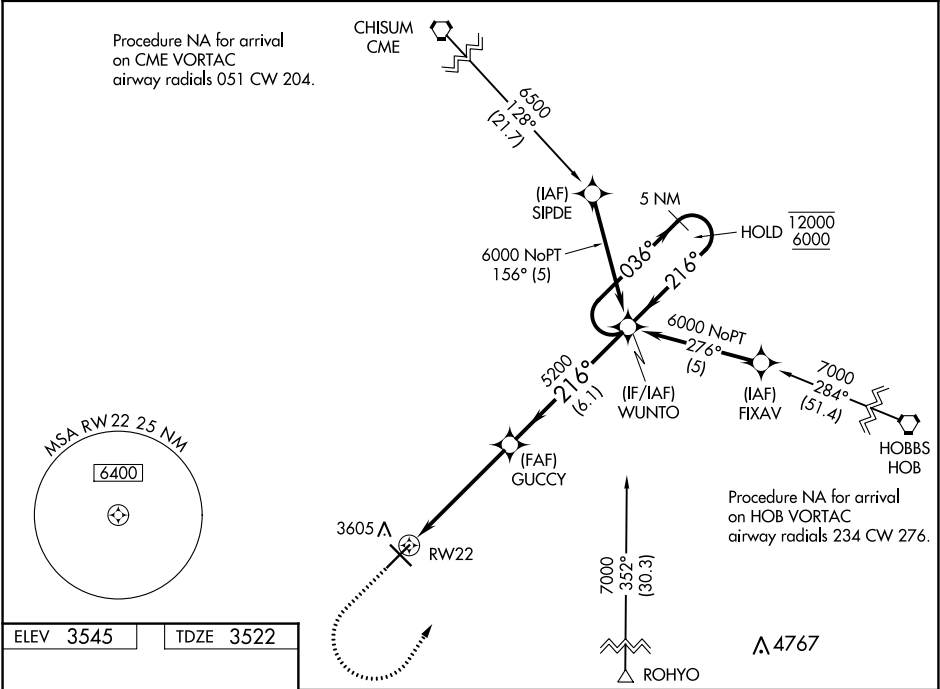 Procedure NA for arrival
on CME VORTAC
airway radials 051 CW 204.
CHISUM
CME
6500
128°
(21.7)
(IAF)
SIPDE
5 NM
HOLD
12000
6000
6000 NoPT
156° (5)
036°
216°
6000 NoPT
276°
(5)
5200
216°
(6.1)
(IF/IAF)
WUNTO
(IAF)
FIXAV
7000
284°
(51.4)
HOBBS
HOB
(FAF)
GUCCY
MSA RW22 25 NM
6400
Procedure NA for arrival
on HOB VORTAC
airway radials 234 CW 276.
3605
RW22
7000
352°
(30.3)
ROHYO
4767
ELEV 3545
TDZE 3522